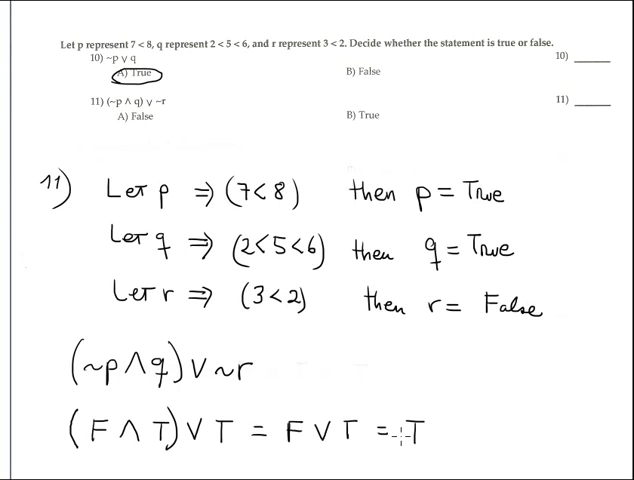 Let p represent 7 < 8, q represent 2 < 5 < 6, and r represent 3 < 2. Decide whether the statement is true or false.
10) ~p ∨ q 10) ______
A) True B) False
11) (~p ∧ q) ∨ ~r 11) ______
A) False B) True
11) Let p ⇒ (7<8) then p = True
Let q ⇒ (2<5<6) then q = True
Let r ⇒ (3<2) then r = False
(~p ∧ q) ∨ ~r
(F ∧ T) ∨ T = F ∨ T = T